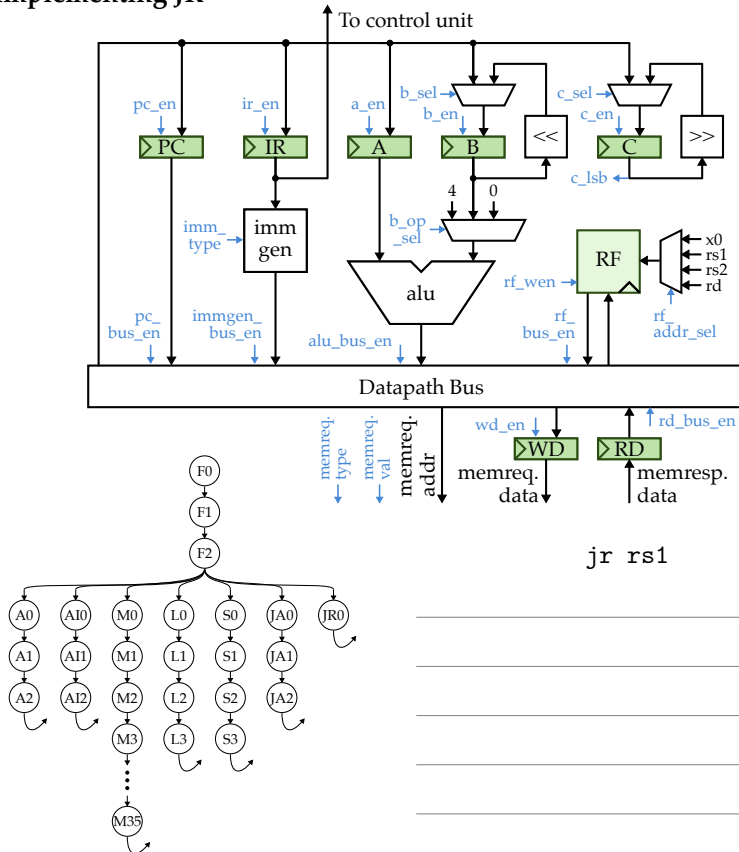 To control unit
pc_en
ir_en
a_en
b_sel
b_en
c_sel
c_en
PC
IR
A
B
<<
C
>>
c_lsb
4
0
imm_
type
imm
gen
b_op
_sel
alu
RF
x0
rs1
rs2
rd
rf_wen
pc_
bus_en
immgen_
bus_en
alu_bus_en
rf_
bus_en
rf_
addr_sel
Datapath Bus
memreq.
type
memreq.
val
memreq.
addr
wd_en
rd_bus_en
WD
RD
memreq.
data
memresp.
data
F0
F1
F2
jr rs1
A0 AI0 M0 L0 S0 JA0 JR0
A1 AI1 M1 L1 S1 JA1
A2 AI2 M2 L2 S2 JA2
M3 L3 S3
M35